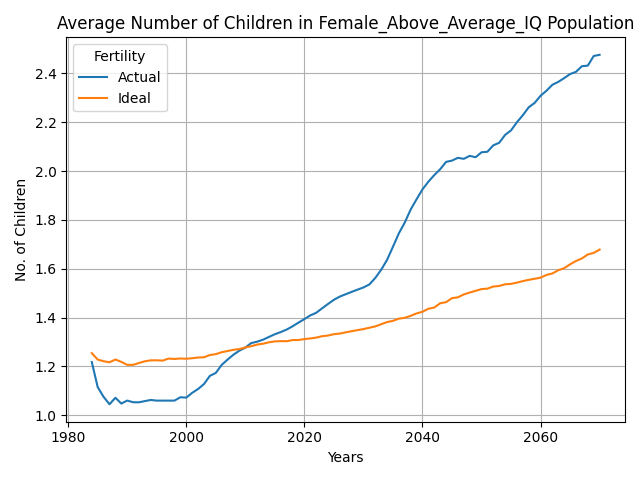 Average Number of Children in Female_Above_Average_IQ Population
Fertility
Actual
Ideal
No. of Children
2.4
2.2
2.0
1.8
1.6
1.4
1.2
1.0
1980
2000
2020
2040
2060
Years